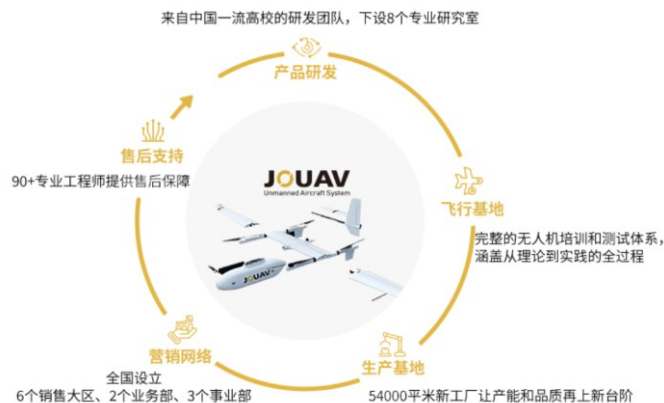 来自中国一流高校的研发团队，下设8个专业研究室
产品研发
售后支持
90+专业工程师提供售后保障
JOUAV
Unmanned Aircraft System
飞行基地
完整的无人机培训和测试体系，
涵盖从理论到实践的全过程
JOUAV
营销网络
全国设立
6个销售大区、2个业务部、3个事业部
生产基地
54000平米新工厂让产能和品质再上新台阶